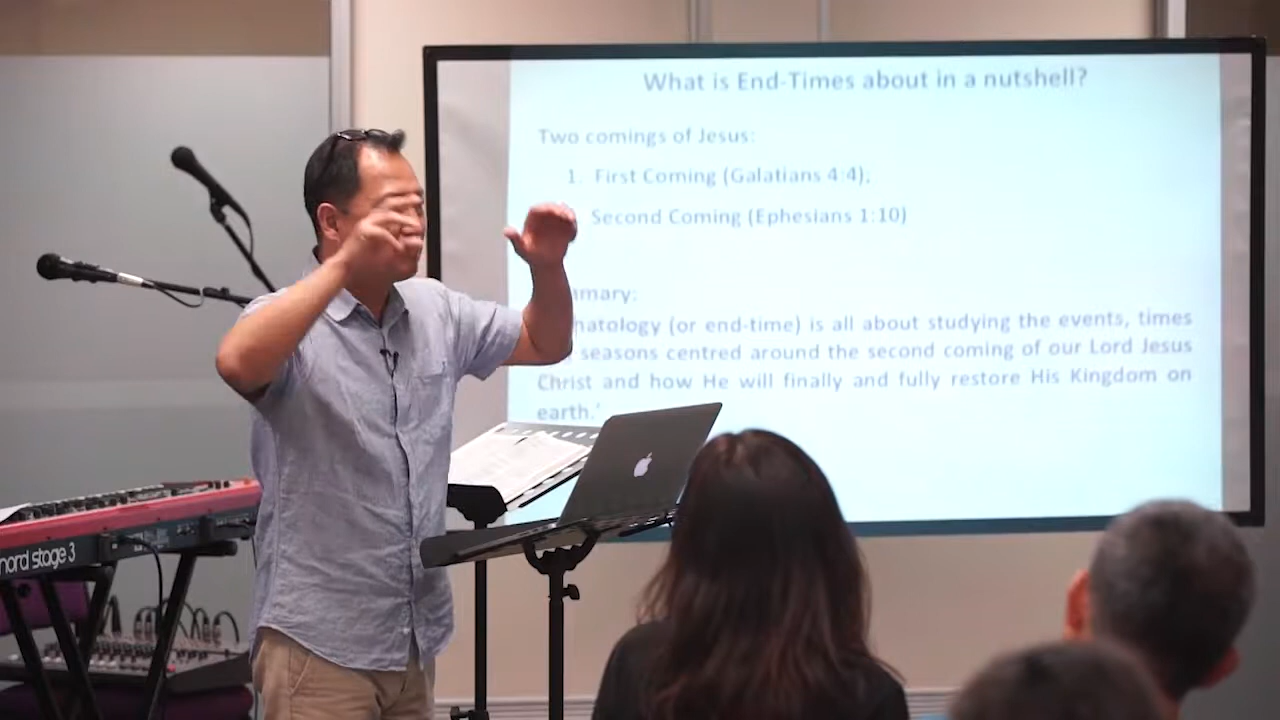 What is End-Times about in a nutshell?
Two comings of Jesus:
1. First Coming (Galatians 4:4),
Second Coming (Ephesians 1:10)
mary:
atology (or end-time) is all about studying the events, times
seasons centred around the second coming of our Lord Jesus
Christ and how He will finally and fully restore His Kingdom on
earth.'
nord stage 3